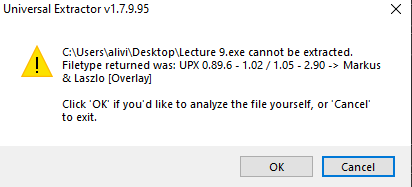 Universal Extractor v1.7.9.95
C:\Users\alivi\Desktop\Lecture 9.exe cannot be extracted.
Filetype returned was: UPX 0.89.6 - 1.02 / 1.05 - 2.90 -> Markus
& Laszlo [Overlay]
Click 'OK' if you'd like to analyze the file yourself, or 'Cancel'
to exit.
OK
Cancel